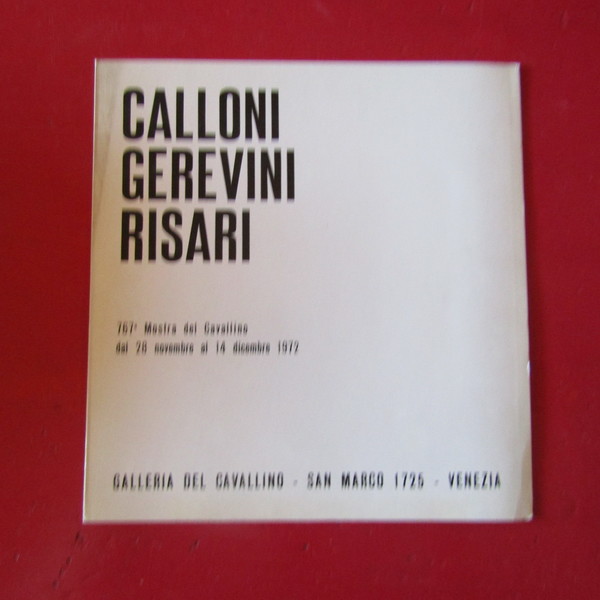 CALLONI
GEREVINI
RISARI
767ª Mostra del Cavallino
dal 28 novembre al 14 dicembre 1972
GALLERIA DEL CAVALLINO - SAN MARCO 1725 - VENEZIA